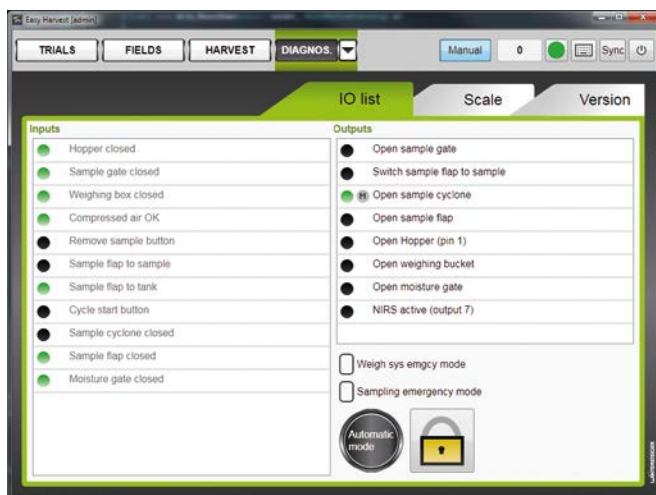 Easy Harvest [admin]
TRIALS FIELDS HARVEST DIAGNOS. Manual 0 Sync
IO list Scale Version
Inputs
Hopper closed
Sample gate closed
Weighing box closed
Compressed air OK
Remove sample button
Sample flap to sample
Sample flap to tank
Cycle start button
Sample cyclone closed
Sample flap closed
Moisture gate closed
Outputs
Open sample gate
Switch sample flap to sample
M Open sample cyclone
Open sample flap
Open Hopper (pin 1)
Open weighing bucket
Open moisture gate
NIRS active (output 7)
Weigh sys emgcy mode
Sampling emergency mode
Automatic
mode